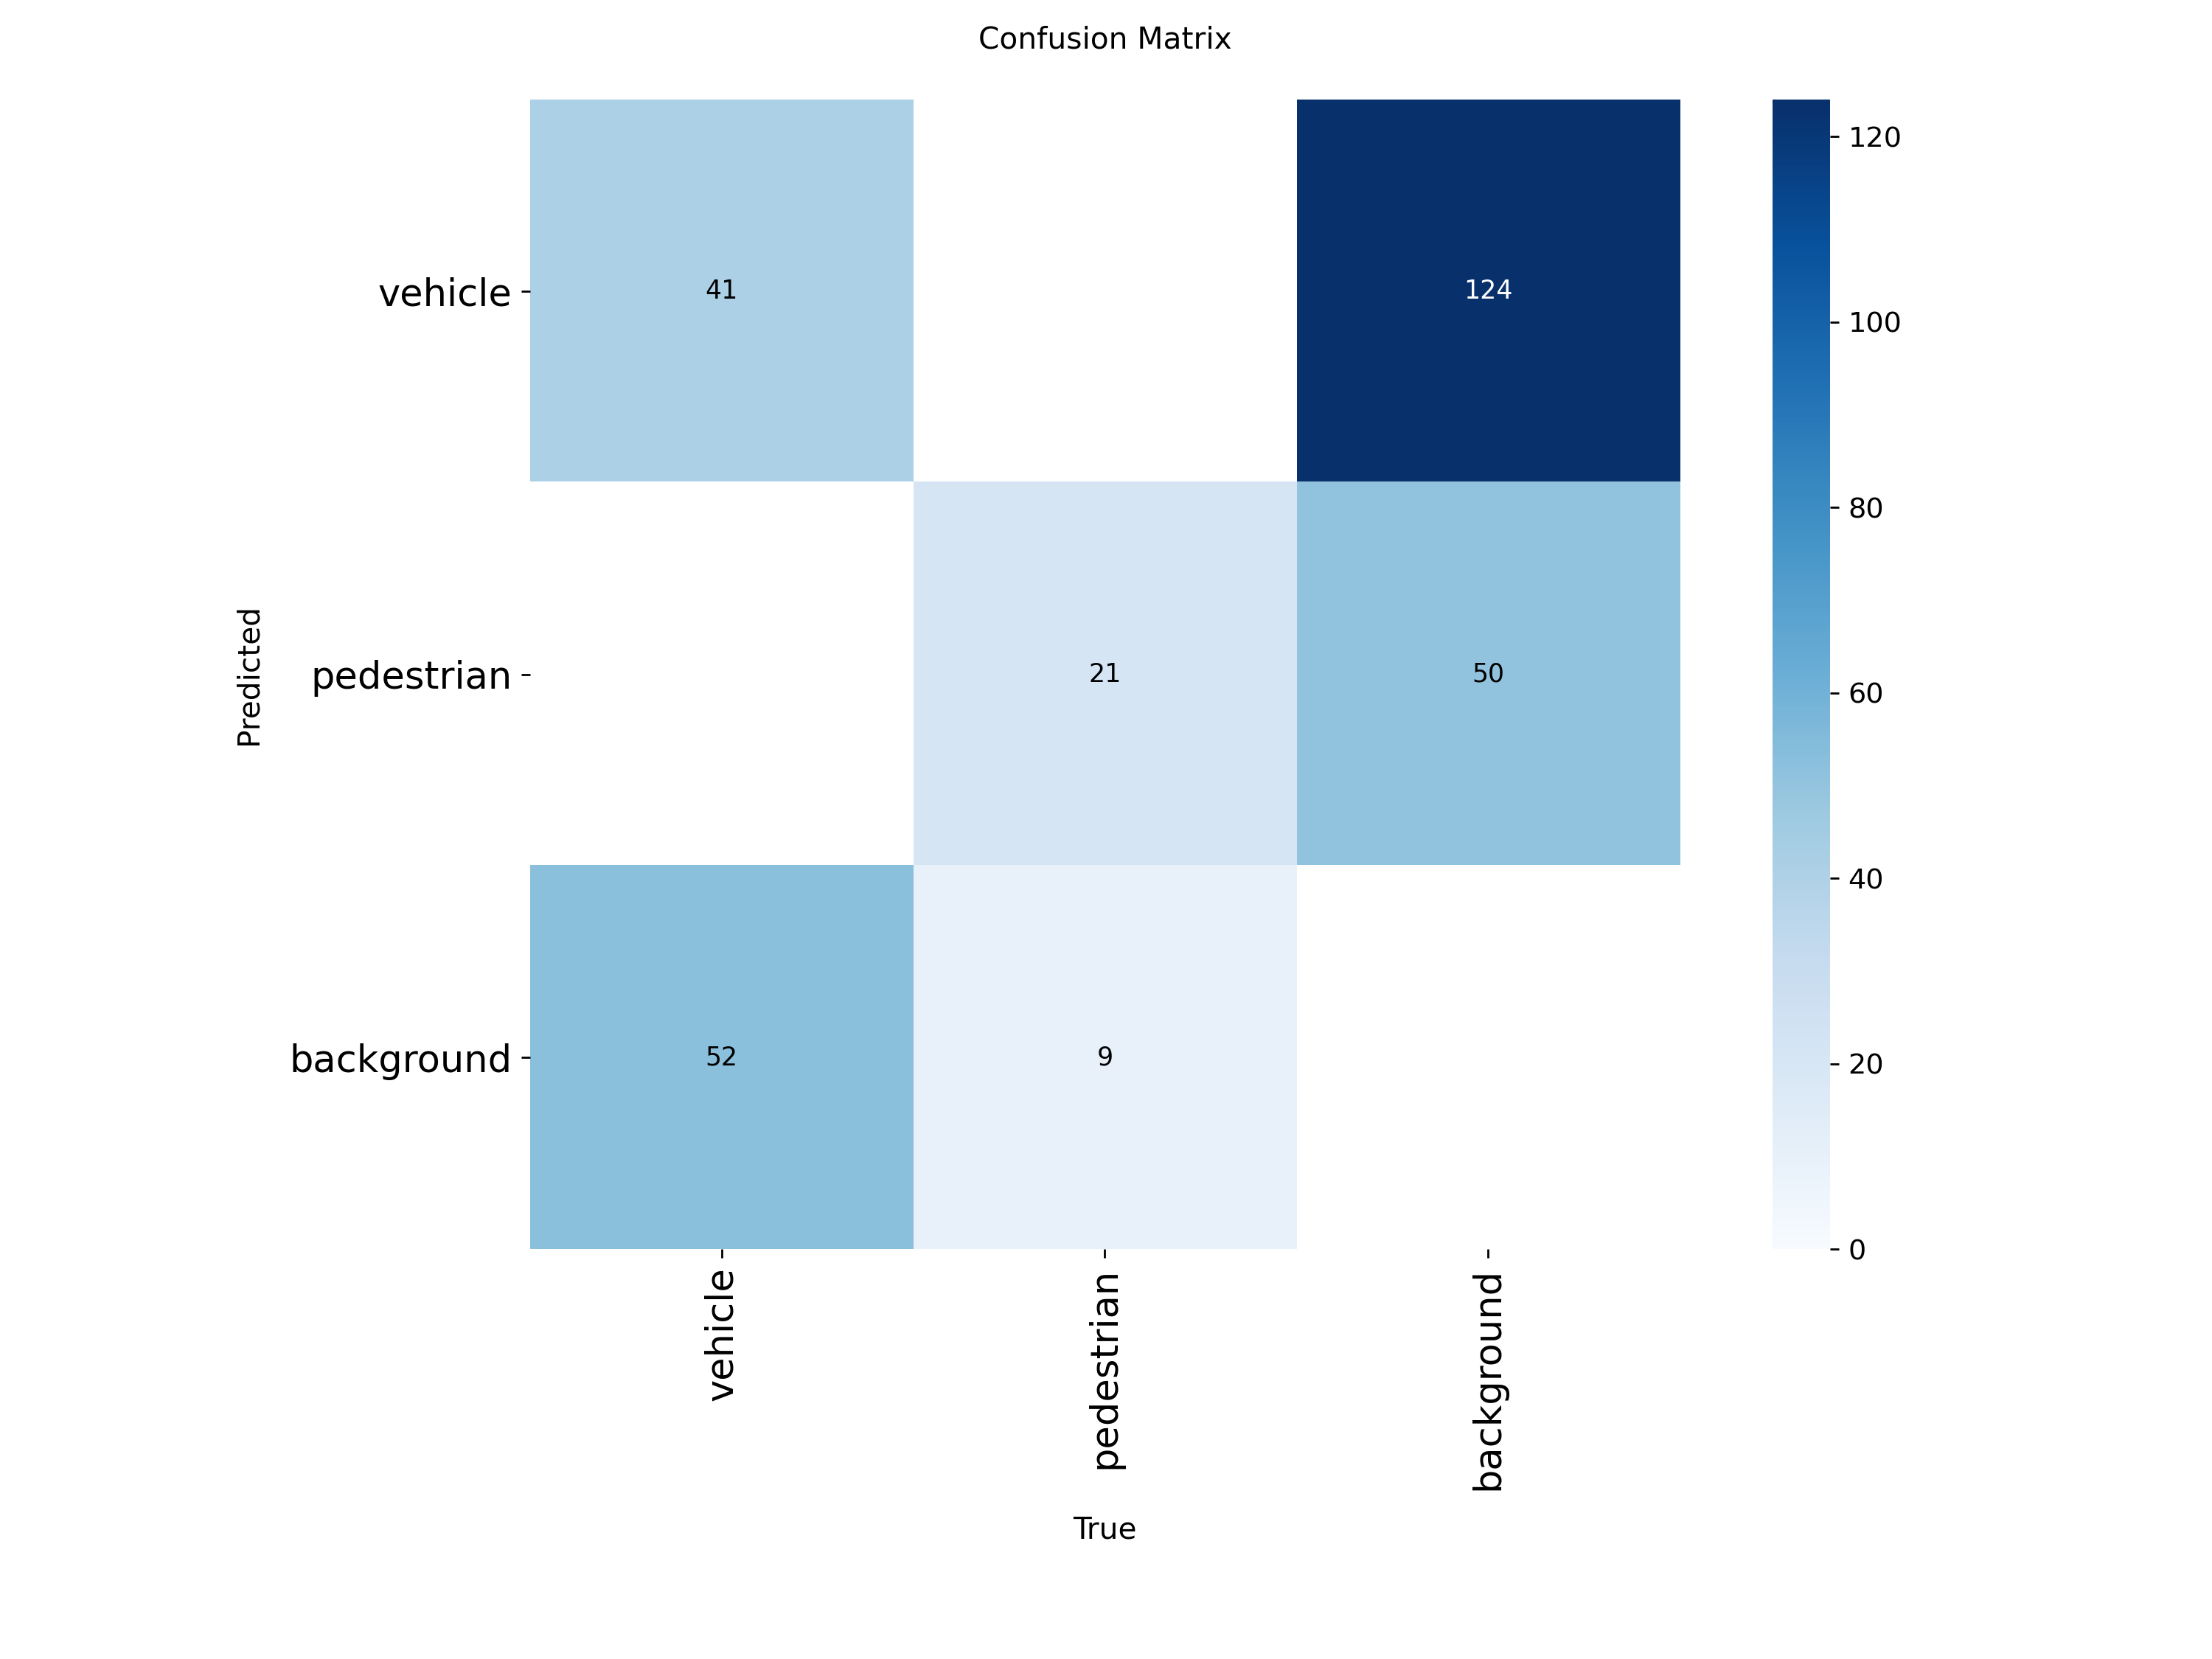 Confusion Matrix
Predicted
vehicle
41
124
pedestrian
21
50
background
52
9
vehicle
pedestrian
background
True
120
100
80
60
40
20
0